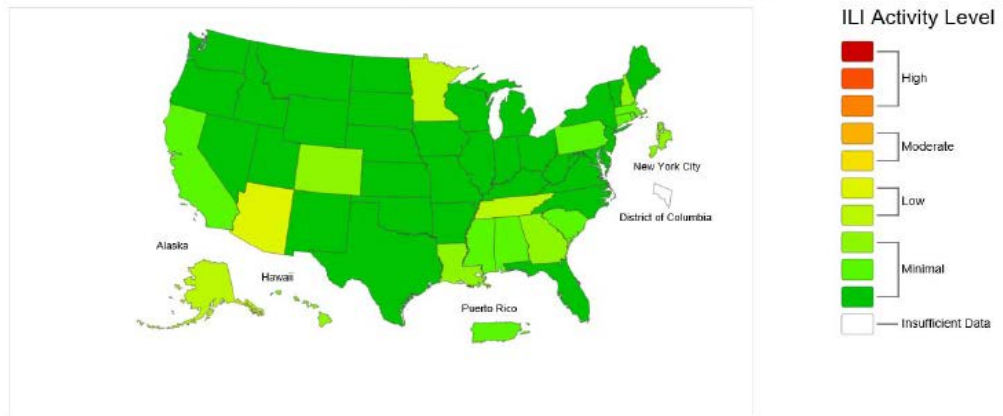 ILI Activity Level
High
Moderate
New York City
Low
District of Columbia
Alaska
Hawaii
Minimal
Puerto Rico
Insufficient Data